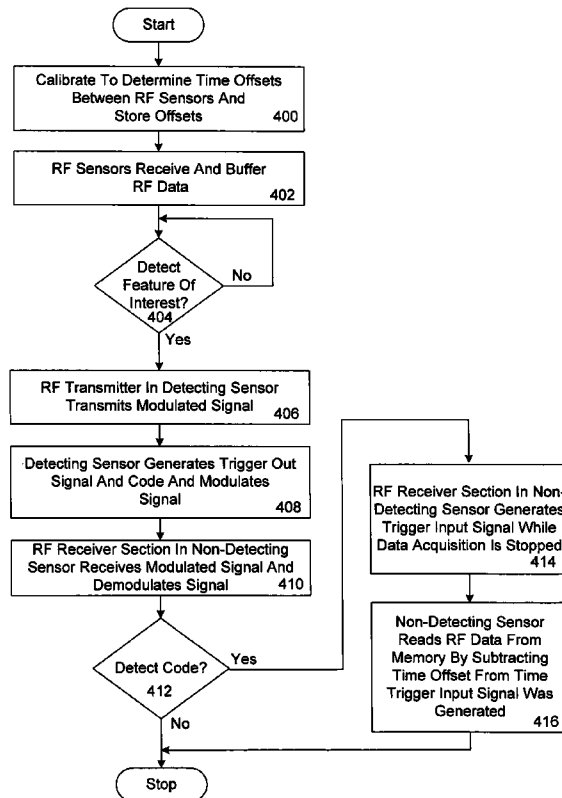 Start
Calibrate To Determine Time Offsets
Between RF Sensors And
Store Offsets
400
RF Sensors Receive And Buffer
RF Data
402
Detect
Feature Of
Interest?
404
No
Yes
RF Transmitter In Detecting Sensor
Transmits Modulated Signal
406
Detecting Sensor Generates Trigger Out
Signal And Code And Modulates
Signal
408
RF Receiver Section In Non-Detecting
Sensor Receives Modulated Signal And
Demodulates Signal
410
Detect Code?
412
Yes
No
RF Receiver Section In Non-
Detecting Sensor Generates
Trigger Input Signal While
Data Acquisition Is Stopped
414
Non-Detecting Sensor
Reads RF Data From
Memory By Subtracting
Time Offset From Time
Trigger Input Signal Was
Generated
416
Stop